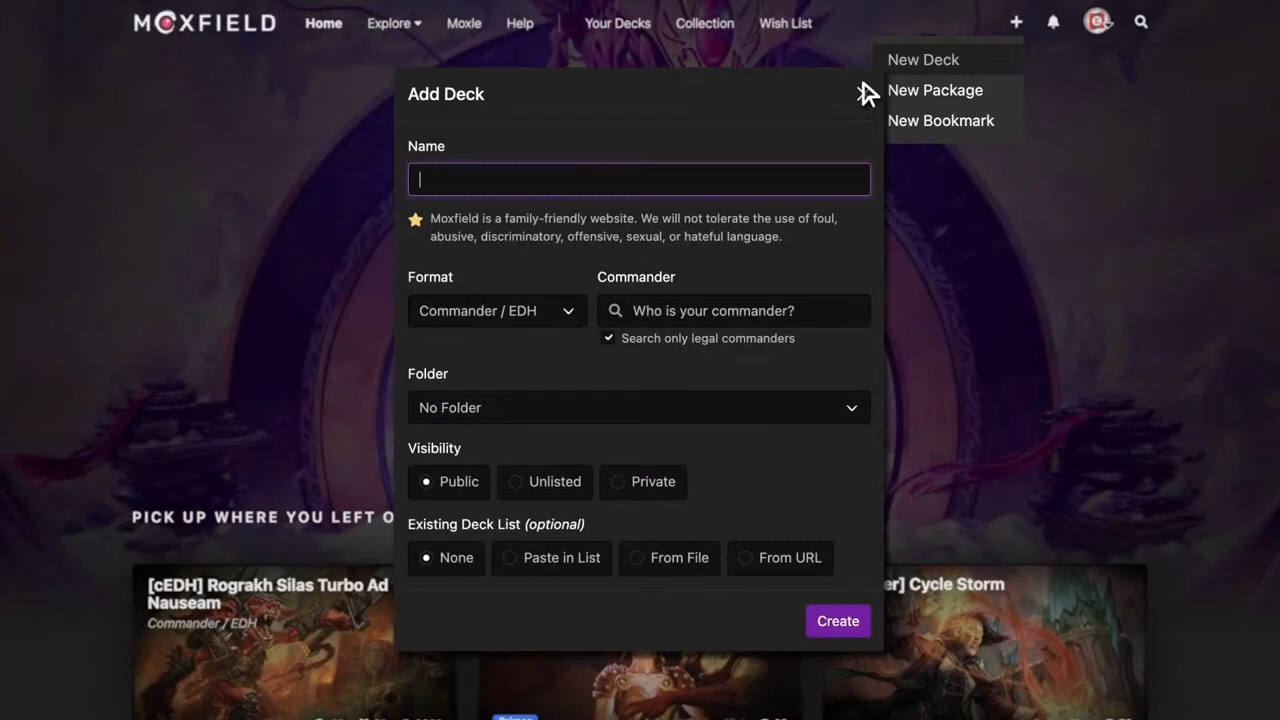 MOXFIELD Home Explore Moxie Help Your Decks Collection Wish List
New Deck
New Package
New Bookmark
Add Deck
Name
Moxfield is a family-friendly website. We will not tolerate the use of foul,
abusive, discriminatory, offensive, sexual, or hateful language.
Format Commander
Commander / EDH Who is your commander?
Search only legal commanders
Folder
No Folder
Visibility
Public Unlisted Private
Existing Deck List (optional)
None Paste in List From File From URL
Create
PICK UP WHERE YOU LEFT O
[cEDH] Rograkh Silas Turbo Ad
Nauseam
Commander / EDH
er] Cycle Storm